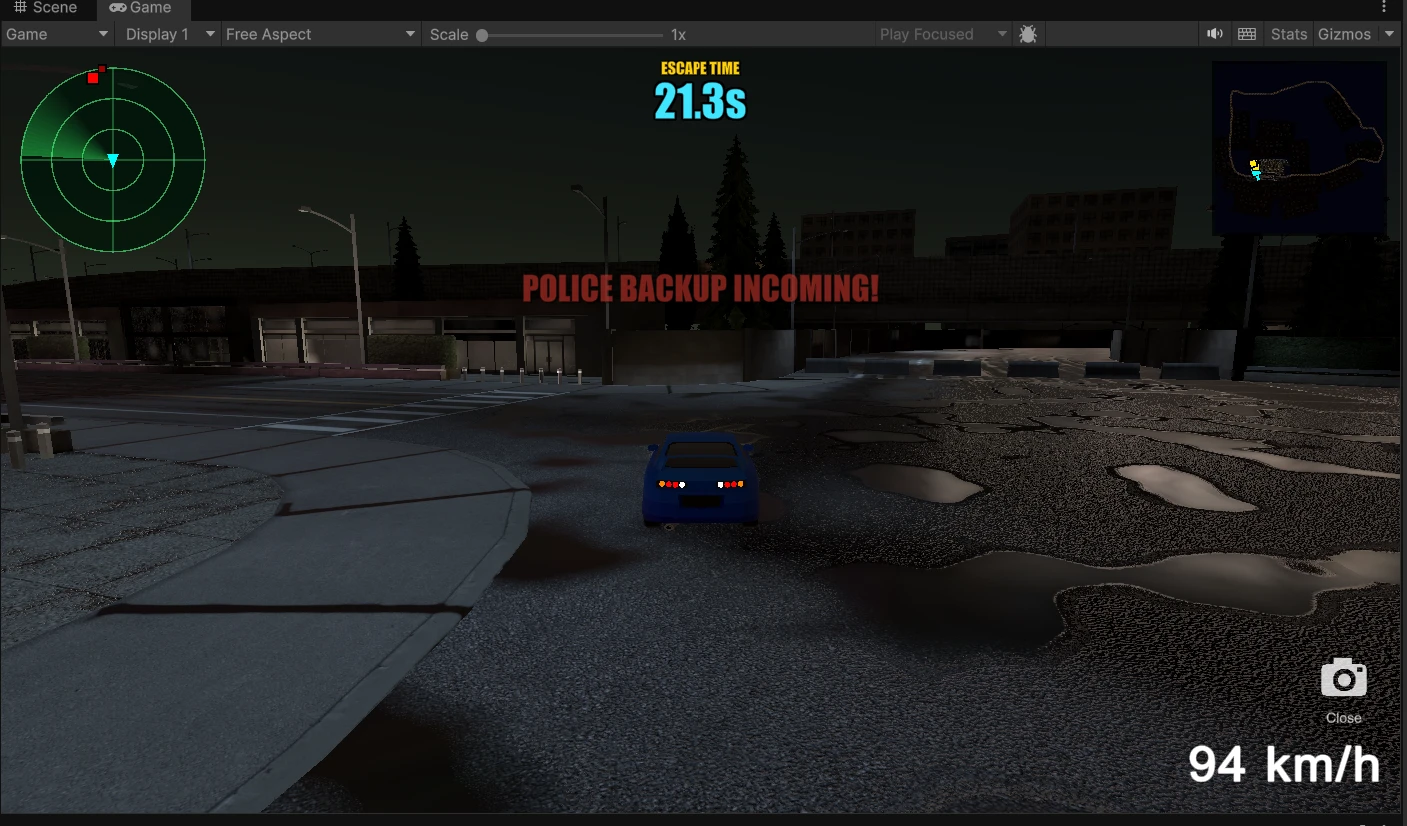 Scene
Game
Game
Display 1
Free Aspect
Scale
1x
Play Focused
Stats
Gizmos
ESCAPE TIME
21.3s
POLICE BACKUP INCOMING!
Close
94 km/h